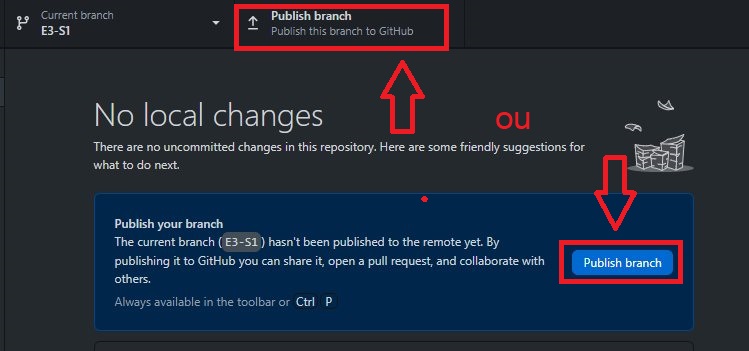 Current branch
E3-S1
Publish branch
Publish this branch to GitHub
No local changes
ou
There are no uncommitted changes in this repository. Here are some friendly suggestions for
what to do next.
Publish your branch
The current branch (E3-S1) hasn't been published to the remote yet. By
publishing it to GitHub you can share it, open a pull request, and collaborate with
others.
Publish branch
Always available in the toolbar or Ctrl P